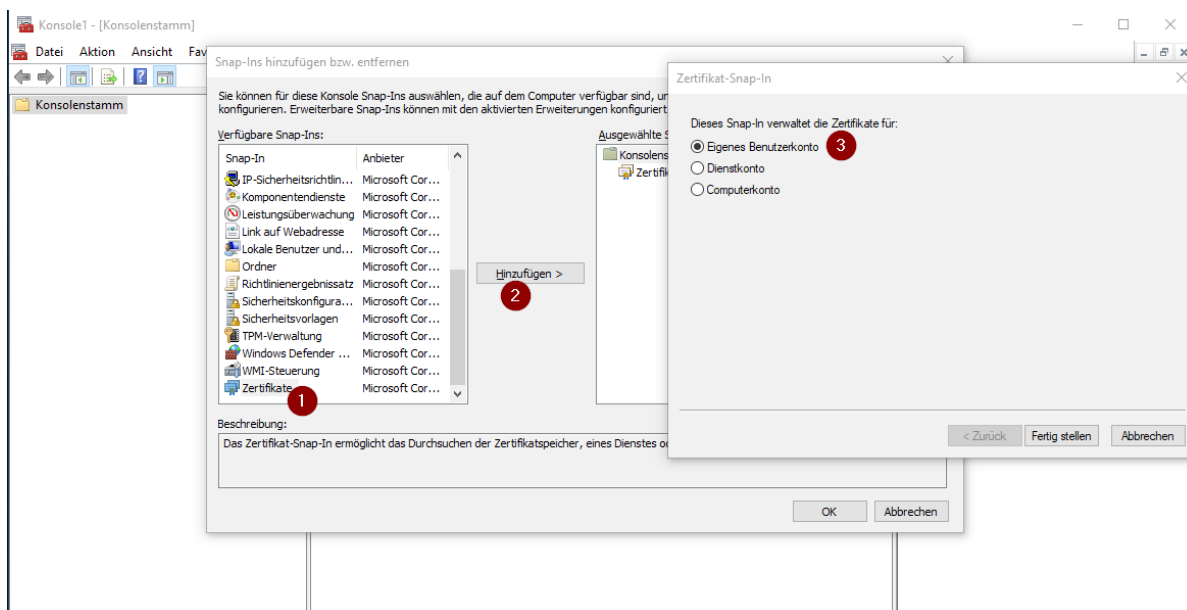 Konsole1 - [Konsolenstamm]
Datei Aktion Ansicht Fav
Konsolenstamm
Snap-Ins hinzufügen bzw. entfernen
Sie können für diese Konsole Snap-Ins auswählen, die auf dem Computer verfügbar sind, un
konfigurieren. Erweiterbare Snap-Ins können mit den aktivierten Erweiterungen konfiguriert
Verfügbare Snap-Ins:
Snap-In Anbieter
IP-Sicherheitsrichtlin... Microsoft Cor...
Komponentendienste Microsoft Cor...
Leistungsüberwachung Microsoft Cor...
Link auf Webadresse Microsoft Cor...
Lokale Benutzer und... Microsoft Cor...
Ordner Microsoft Cor...
Richtlinienergebnissatz Microsoft Cor...
Sicherheitskonfigura... Microsoft Cor...
Sicherheitsvorlagen Microsoft Cor...
TPM-Verwaltung Microsoft Cor...
Windows Defender ... Microsoft Cor...
WMI-Steuerung Microsoft Cor...
Zertifikate Microsoft Cor...
1
Hinzufügen >
2
Ausgewählte S
Konsolens
Zertifik
Beschreibung:
Das Zertifikat-Snap-In ermöglicht das Durchsuchen der Zertifikatspeicher, eines Dienstes od
OK Abbrechen
Zertifikat-Snap-In
Dieses Snap-In verwaltet die Zertifikate für:
Eigenes Benutzerkonto 3
Dienstkonto
Computerkonto
< Zurück Fertig stellen Abbrechen